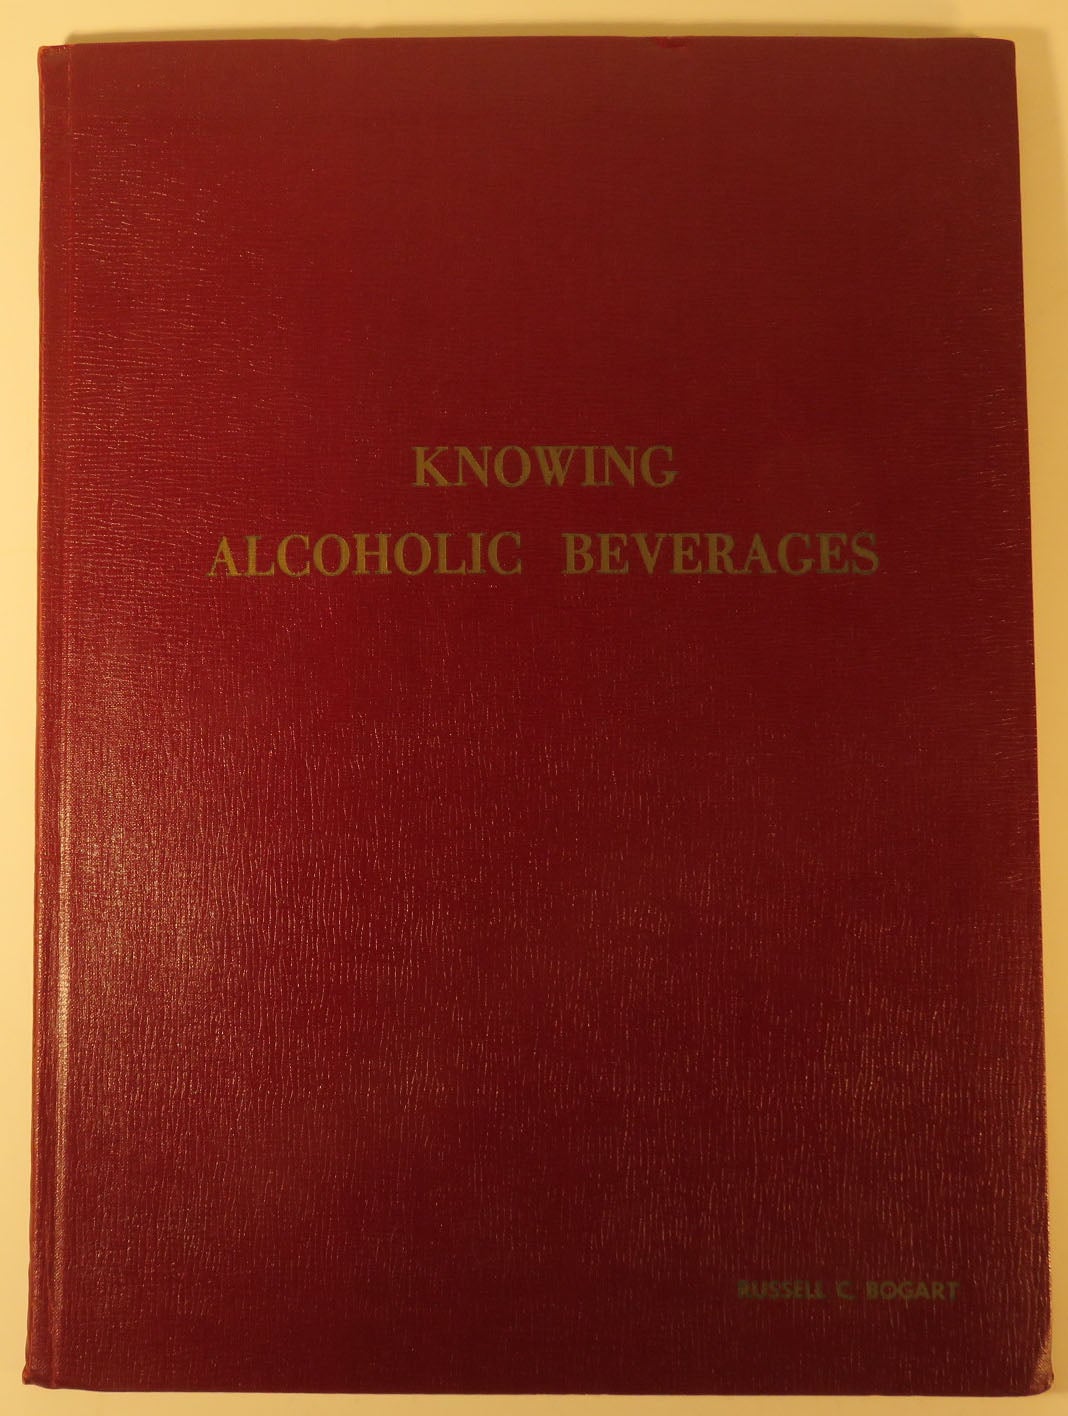 KNOWING
ALCOHOLIC BEVERAGES
RUSSELL C. BOGART